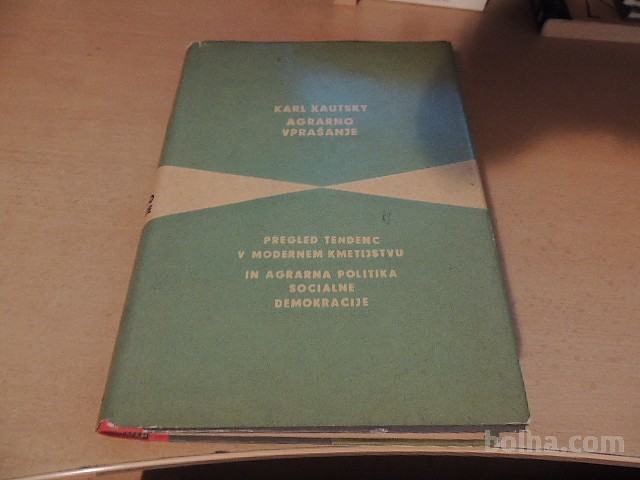 KARL KAUTSKY
AGRARNO
VPRAŠANJE
PREGLED TENDENC
V MODERNEM KMETIJSTVU
IN AGRARNA POLITIKA
SOCIALNE
DEMOKRACIJE
bolha.com